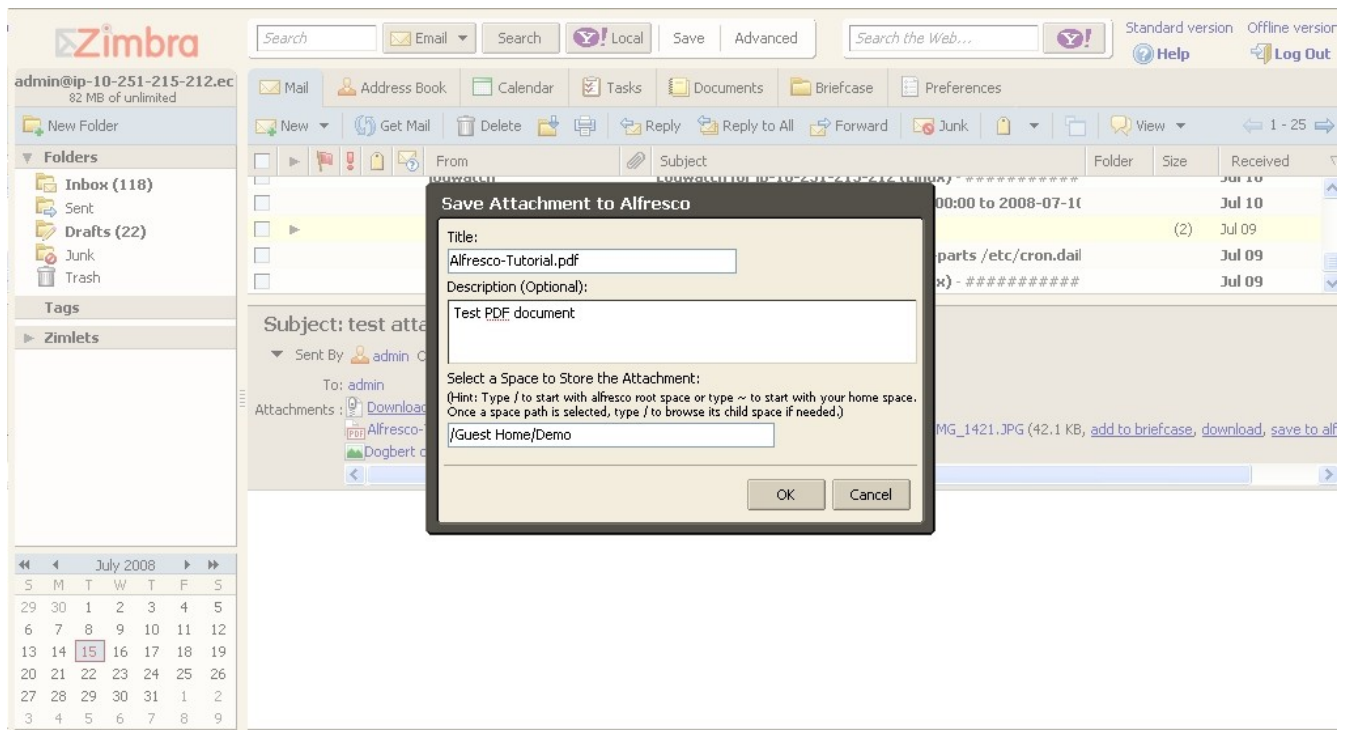 Zimbra
Search Email Search Y! Local Save Advanced Search the Web... Y! Standard version Offline version
Help Log Out
admin@ip-10-251-215-212.ec
82 MB of unlimited
Mail Address Book Calendar Tasks Documents Briefcase Preferences
New Folder
New Get Mail Delete Reply Reply to All Forward Junk View 1 - 25
Folders
From Subject Folder Size Received
Inbox (118)
Sent
Drafts (22)
Junk
Trash
Tags
Zimlets
logwatch Logwatch for ip-10-251-215-212 (Linux) - ########### Jul 10
00:00 to 2008-07-1( Jul 10
(2) Jul 09
parts /etc/cron.dail Jul 09
x) - ########### Jul 09
Save Attachment to Alfresco
Title:
Alfresco-Tutorial.pdf
Description (Optional):
Test PDF document
Select a Space to Store the Attachment:
(Hint: Type / to start with alfresco root space or type ~ to start with your home space.
Once a space path is selected, type / to browse its child space if needed.)
/Guest Home/Demo
OK Cancel
Subject: test atta
Sent By admin
To: admin
Attachments : Download
Alfresco- MG_1421.JPG (42.1 KB, add to briefcase, download, save to alf
Dogbert
July 2008
S M T W T F S
29 30 1 2 3 4 5
6 7 8 9 10 11 12
13 14 15 16 17 18 19
20 21 22 23 24 25 26
27 28 29 30 31 1 2
3 4 5 6 7 8 9